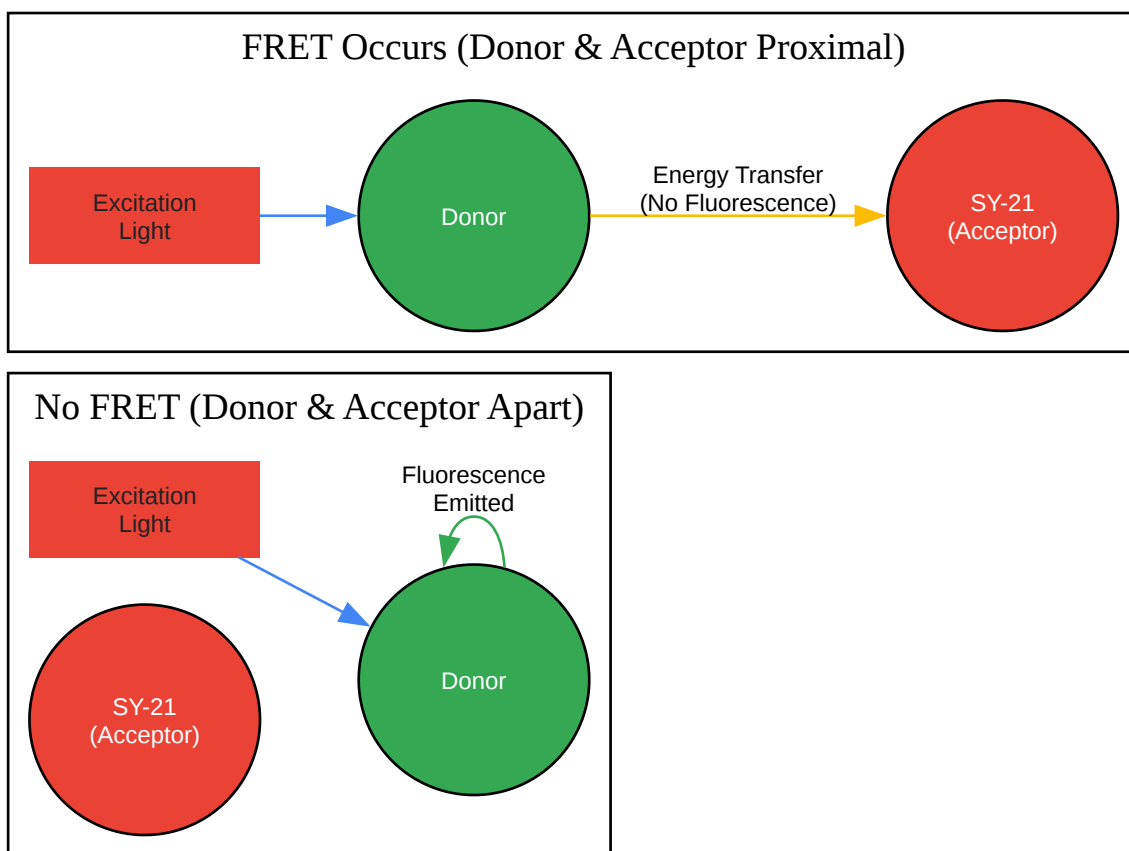 FRET Occurs (Donor & Acceptor Proximal)
Excitation
Light
Donor
Energy Transfer
(No Fluorescence)
SY-21
(Acceptor)
No FRET (Donor & Acceptor Apart)
Excitation
Light
Fluorescence
Emitted
Donor
SY-21
(Acceptor)